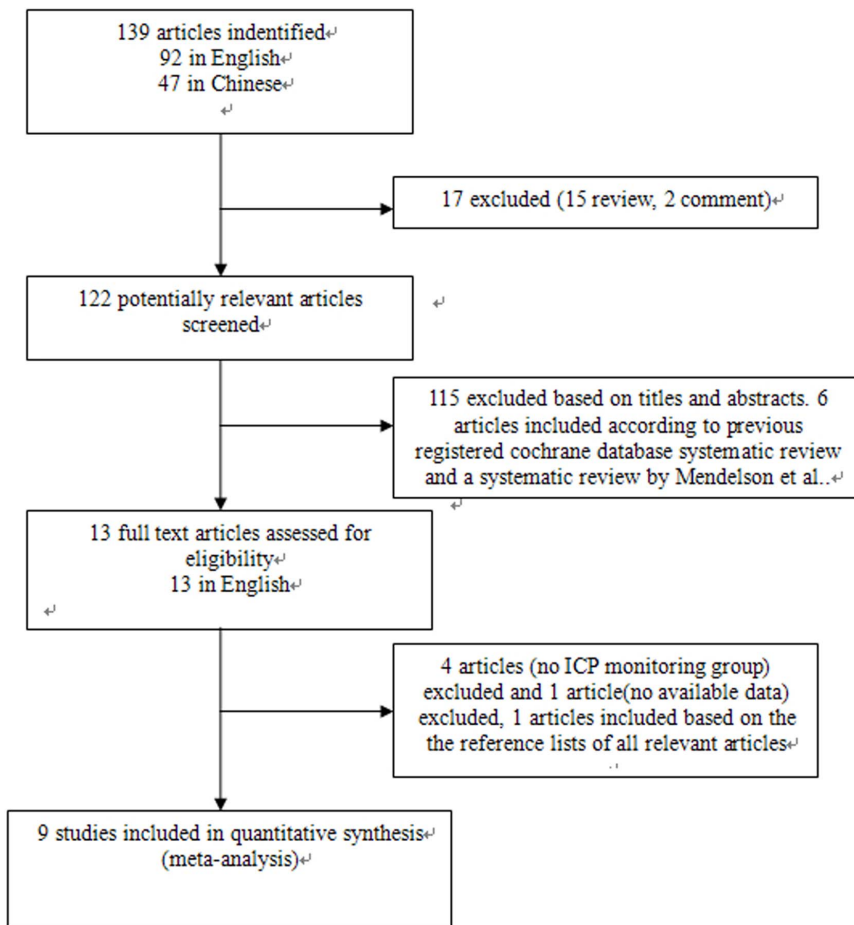 139 articles indentified↵
92 in English
47 in Chinese↵
↵
17 excluded (15 review, 2 comment)↵
122 potentially relevant articles
screened↵
↵
115 excluded based on titles and abstracts. 6
articles included according to previous
registered cochrane database systematic review
and a systematic review by Mendelson et al..↵
↵
13 full text articles assessed for
eligibility↵
13 in English↵
↵
4 articles (no ICP monitoring group)
excluded and 1 article(no available data)
excluded, 1 articles included based on the
the reference lists of all relevant articles↵
9 studies included in quantitative synthesis↵
(meta-analysis)↵